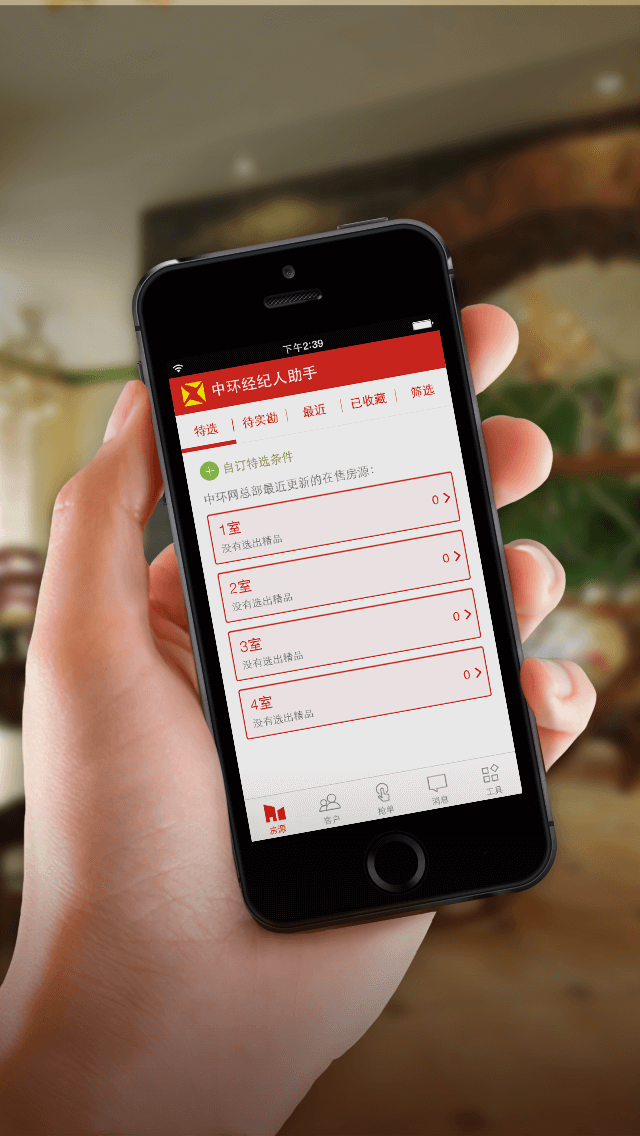 下午2:39
中环经纪人助手
特选 待实勘 最近 已收藏 筛选
自订特选条件
中环网总部最近更新的在售房源：
1室 0
没有选出精品
2室 0
没有选出精品
3室 0
没有选出精品
4室 0
没有选出精品
房源 客户 抢单 消息 工具